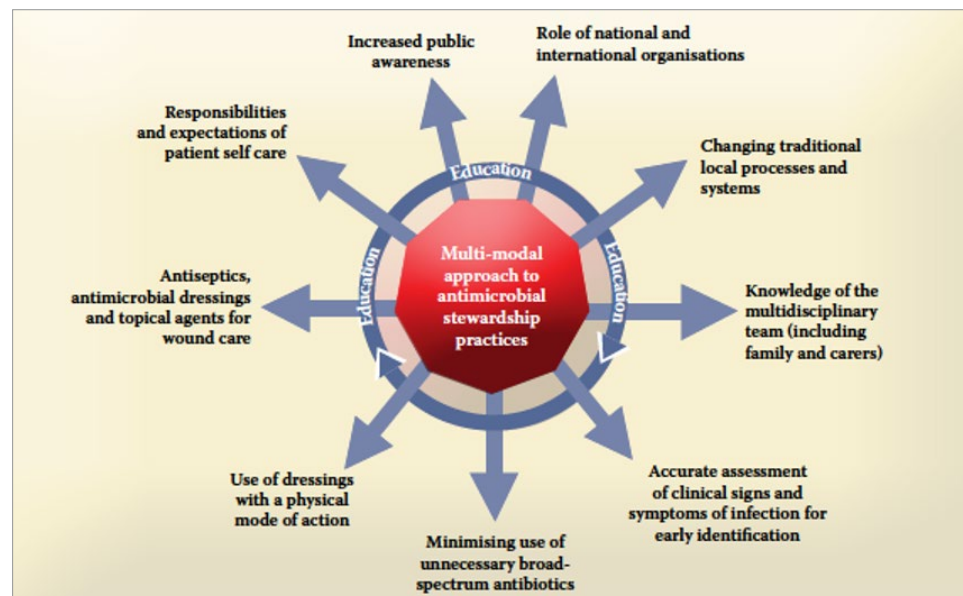 Increased public
awareness
Role of national and
international organisations
Responsibilities
and expectations of
patient self care
Changing traditional
local processes and
systems
Education
Education
Education
Multi-modal
approach to
antimicrobial
stewardship
practices
Antiseptics,
antimicrobial dressings
and topical agents for
wound care
Knowledge of the
multidisciplinary
team (including
family and carers)
Use of dressings
with a physical
mode of action
Accurate assessment
of clinical signs and
symptoms of infection for
early identification
Minimising use of
unnecessary broad-
spectrum antibiotics